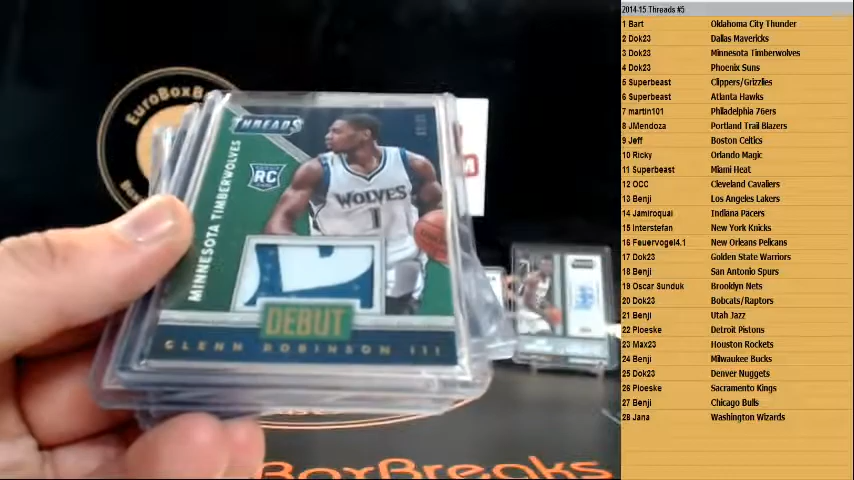 EuroBoxB
THREADS
RC
MINNESOTA TIMBERWOLVES
WOLVES
1
DEBUT
GLENN ROBINSON III
BoxBreaks
2014-15 Threads #5
1 Bart Oklahoma City Thunder
2 Dok23 Dallas Mavericks
3 Dok23 Minnesota Timberwolves
4 Dok23 Phoenix Suns
5 Superbeast Clippers/Grizzlies
6 Superbeast Atlanta Hawks
7 martin101 Philadelphia 76ers
8 JMendoza Portland Trail Blazers
9 Jeff Boston Celtics
10 Ricky Orlando Magic
11 Superbeast Miami Heat
12 OCC Cleveland Cavaliers
13 Benji Los Angeles Lakers
14 Jamiroquai Indiana Pacers
15 Interstefan New York Knicks
16 Feuervogel4.1 New Orleans Pelicans
17 Dok23 Golden State Warriors
18 Benji San Antonio Spurs
19 Oscar Sunduk Brooklyn Nets
20 Dok23 Bobcats/Raptors
21 Benji Utah Jazz
22 Ploeske Detroit Pistons
23 Max23 Houston Rockets
24 Benji Milwaukee Bucks
25 Dok23 Denver Nuggets
26 Ploeske Sacramento Kings
27 Benji Chicago Bulls
28 Jana Washington Wizards